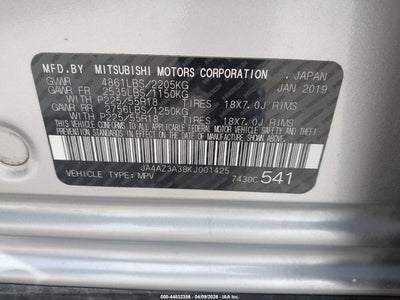 MFD.BY MITSUBISHI MOTORS CORPORATION . JAPAN
GVWR 4861LBS/2205KG JAN 2019
GAWR FR 2535LBS/1150KG
WITH P225/55R18 TIRES 18X7.0J RIMS
GAWR RR 2756LBS/1250KG
WITH P225/55R18 TIRES 18X7.0J RIMS
THIS VEHICLE CONFORMS TO ALL APPLICABLE FEDERAL
MOTOR VEHICLE SAFETY AND THEFT PREVENTION STANDARDS
IN EFFECT ON THE DATE OF MANUFACTURE SHOWN ABOVE.
JA4AZ3A38KJ001425
VEHICLE TYPE: MPV 7430C 541
000-44832356 - 04/09/2026 - IAA Inc.